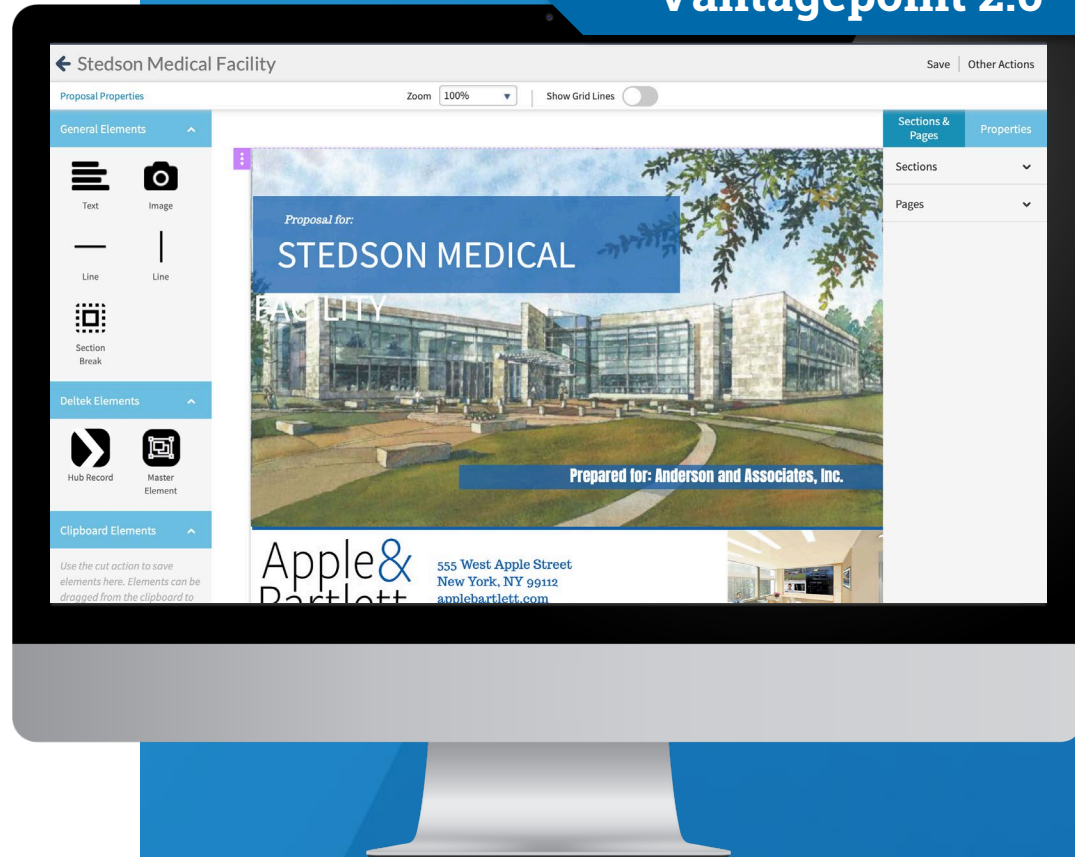 Vantagepoint 2.0
Stedson Medical Facility
Save
Other Actions
Proposal Properties
Zoom
100%
Show Grid Lines
General Elements
Text
Image
Line
Line
Section
Break
Deltek Elements
Hub Record
Master
Element
Clipboard Elements
Use the cut action to save
elements here. Elements can be
dragged from the clipboard to
Proposal for:
STEDSON MEDICAL
FACILITY
Prepared for: Anderson and Associates, Inc.
Apple&
Bartlett
555 West Apple Street
New York, NY 99112
applebartlett.com
Sections &
Pages
Properties
Sections
Pages